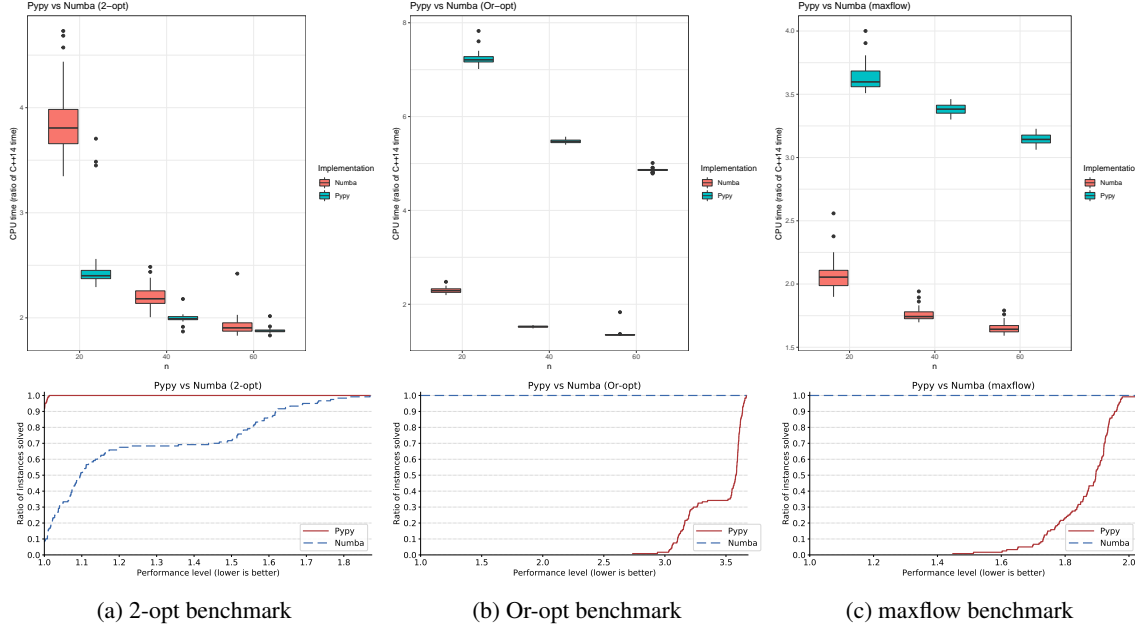 Pypy vs Numba (2-opt)
CPU time (ratio of C++14 time)
4
3
2
20
40
60
n
Implementation
Numba
Pypy
Pypy vs Numba (Or-opt)
CPU time (ratio of C++14 time)
8
6
4
2
20
40
60
n
Implementation
Numba
Pypy
Pypy vs Numba (maxflow)
CPU time (ratio of C++14 time)
4.0
3.5
3.0
2.5
2.0
1.5
20
40
60
n
Implementation
Numba
Pypy
Pypy vs Numba (2-opt)
Ratio of instances solved
1.0
0.9
0.8
0.7
0.6
0.5
0.4
0.3
0.2
0.1
0.0
1.0 1.1 1.2 1.3 1.4 1.5 1.6 1.7 1.8
Performance level (lower is better)
Pypy
Numba
Pypy vs Numba (Or-opt)
Ratio of instances solved
1.0
0.9
0.8
0.7
0.6
0.5
0.4
0.3
0.2
0.1
0.0
1.0 1.5 2.0 2.5 3.0 3.5
Performance level (lower is better)
Pypy
Numba
Pypy vs Numba (maxflow)
Ratio of instances solved
1.0
0.9
0.8
0.7
0.6
0.5
0.4
0.3
0.2
0.1
0.0
1.0 1.2 1.4 1.6 1.8 2.0
Performance level (lower is better)
Pypy
Numba
(a) 2-opt benchmark
(b) Or-opt benchmark
(c) maxflow benchmark